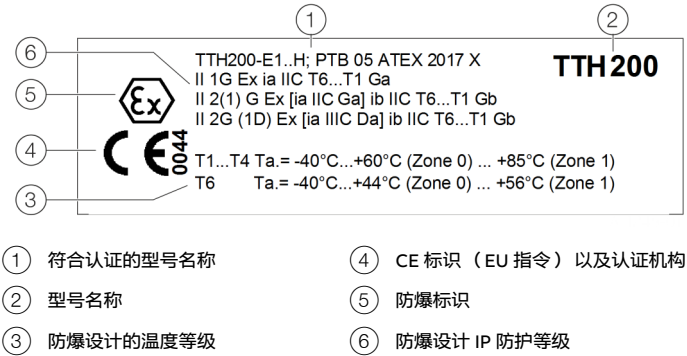 1
2
6
TTH200-E1..H; PTB 05 ATEX 2017 X
TTH200
II 1G Ex ia IIC T6...T1 Ga
5
Ex
II 2(1) G Ex [ia IIC Ga] ib IIC T6...T1 Gb
II 2G (1D) Ex [ia IIIC Da] ib IIC T6...T1 Gb
4
CE
0044
T1...T4 Ta.= -40°C...+60°C (Zone 0) ... +85°C (Zone 1)
3
T6 Ta.= -40°C...+44°C (Zone 0) ... +56°C (Zone 1)
1 符合认证的型号名称
2 型号名称
3 防爆设计的温度等级
4 CE 标识 (EU 指令) 以及认证机构
5 防爆标识
6 防爆设计 IP 防护等级